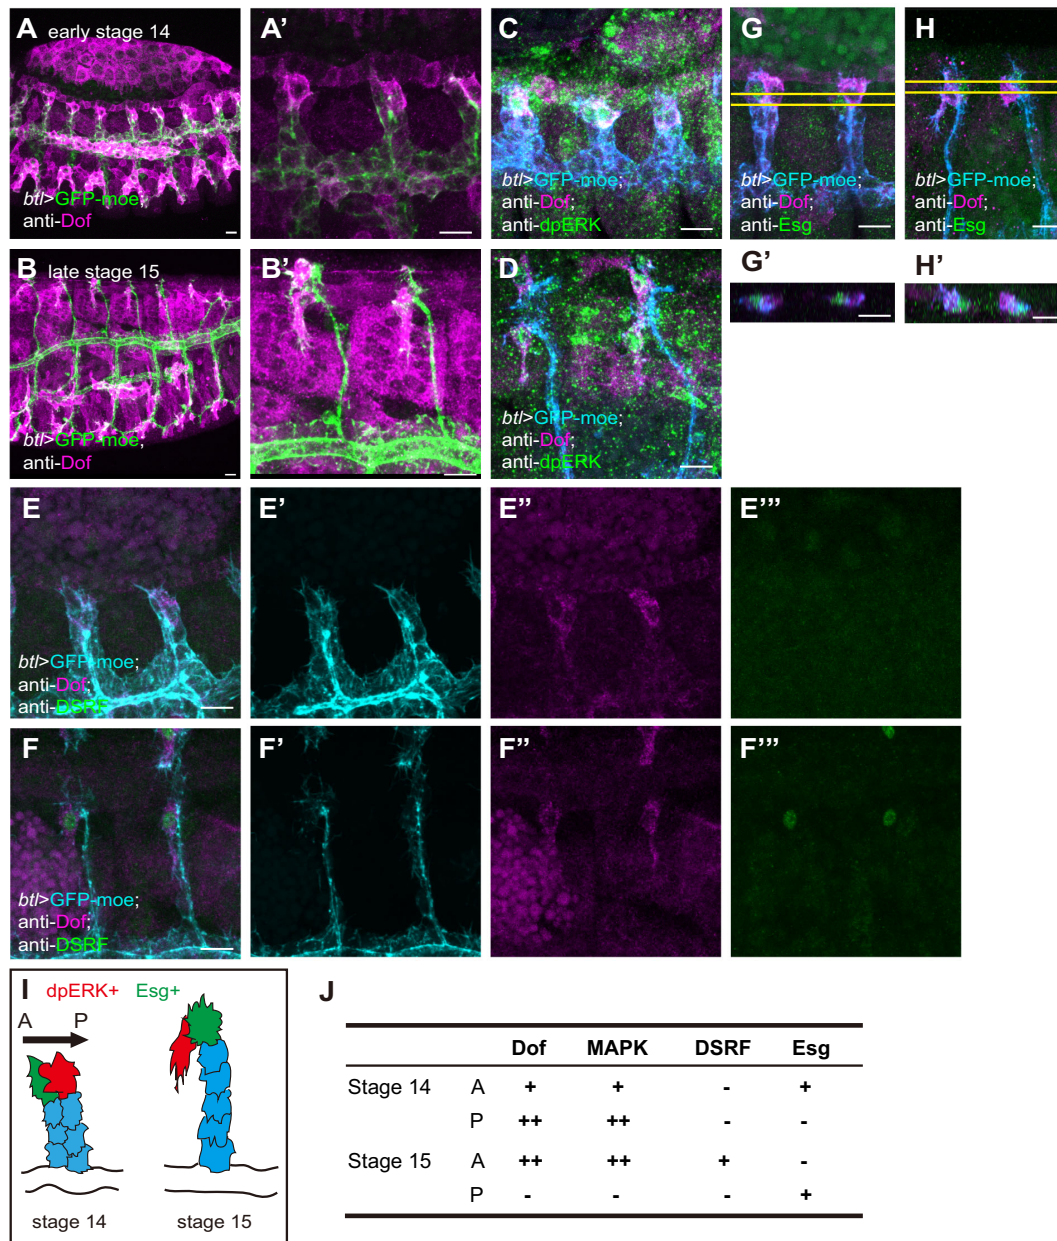 A early stage 14
btl>GFP-moe;
anti-Dof
A'
C
btl>GFP-moe;
anti-Dof;
anti-dpERK
G
btl>GFP-moe;
anti-Dof;
anti-Esg
H
btl>GFP-moe;
anti-Dof;
anti-Esg
B late stage 15
btl>GFP-moe;
anti-Dof
B'
D
btl>GFP-moe;
anti-Dof;
anti-dpERK
G'
H'
E
btl>GFP-moe;
anti-Dof;
anti-DSRF
E'
E''
E'''
F
btl>GFP-moe;
anti-Dof;
anti-DSRF
F'
F''
F'''
I dpERK+ Esg+
A P
stage 14 stage 15
J
Dof MAPK DSRF Esg
Stage 14 A + + - +
P ++ ++ - -
Stage 15 A ++ ++ + -
P - - - +